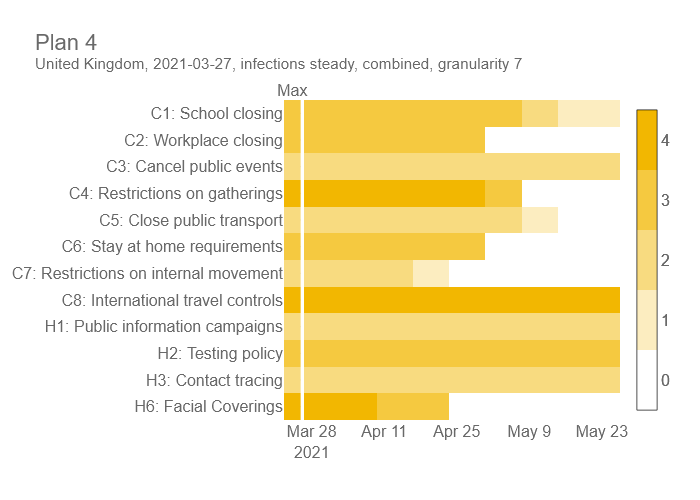 Plan 4
United Kingdom, 2021-03-27, infections steady, combined, granularity 7
Max
C1: School closing
C2: Workplace closing
C3: Cancel public events
C4: Restrictions on gatherings
C5: Close public transport
C6: Stay at home requirements
C7: Restrictions on internal movement
C8: International travel controls
H1: Public information campaigns
H2: Testing policy
H3: Contact tracing
H6: Facial Coverings
4
3
2
1
0
Mar 28 Apr 11 Apr 25 May 9 May 23
2021